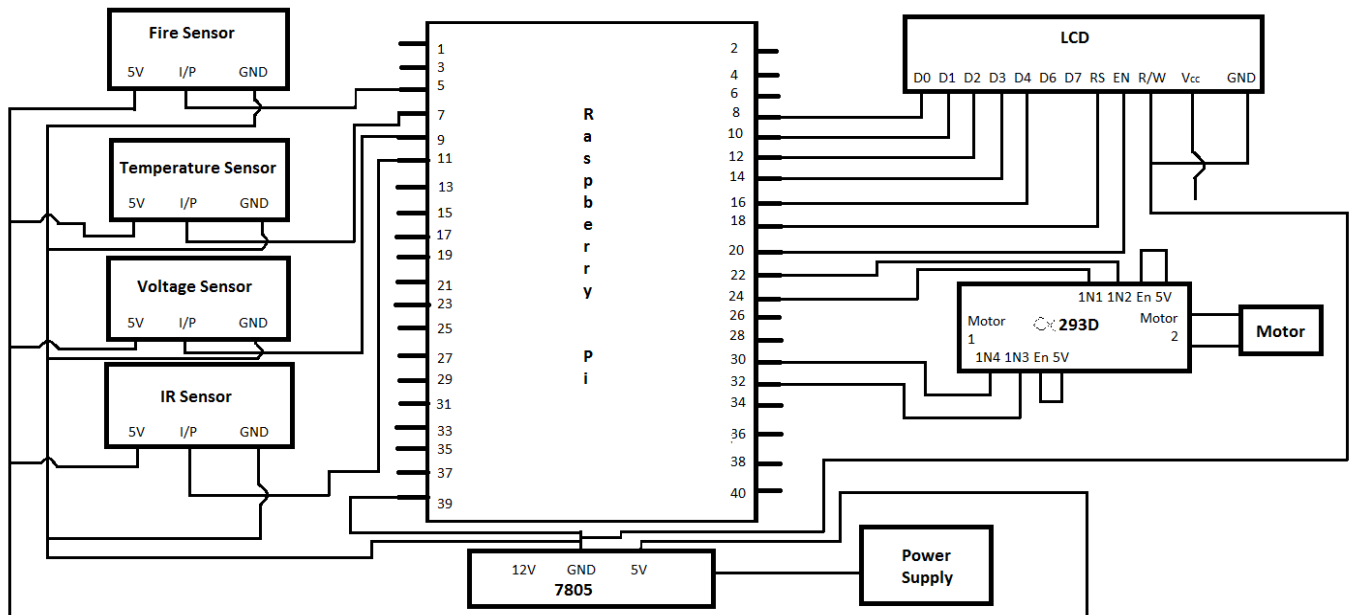 Fire Sensor
5V I/P GND
Temperature Sensor
5V I/P GND
Voltage Sensor
5V I/P GND
IR Sensor
5V I/P GND
1
3
5
7
9
11
13
15
17
19
21
23
25
27
29
31
33
35
37
39
Raspberry Pi
2
4
6
8
10
12
14
16
18
20
22
24
26
28
30
32
34
36
38
40
LCD
D0 D1 D2 D3 D4 D6 D7 RS EN R/W Vcc GND
1N1 1N2 En 5V
Motor 1
293D
Motor 2
1N4 1N3 En 5V
Motor
12V GND 5V
7805
Power
Supply